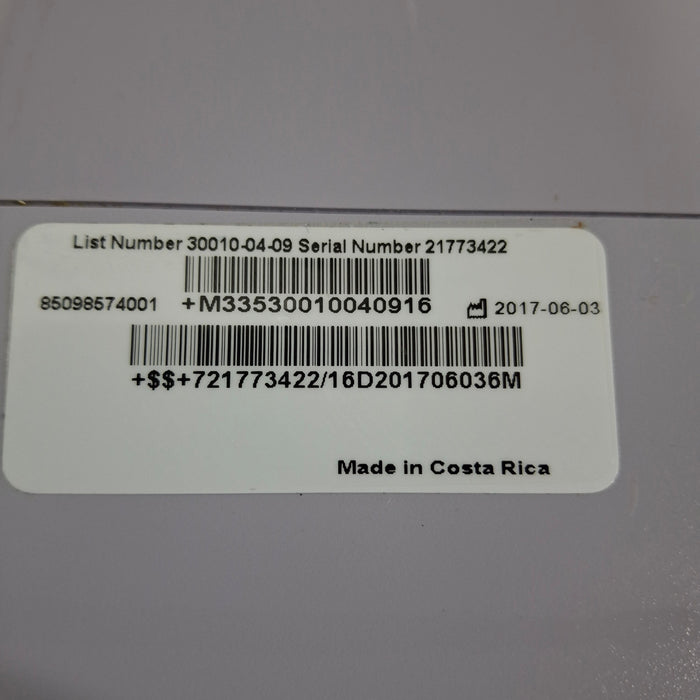 List Number 30010-04-09 Serial Number 21773422
85098574001 +M33530010040916 2017-06-03
+$$+721773422/16D201706036M
Made in Costa Rica